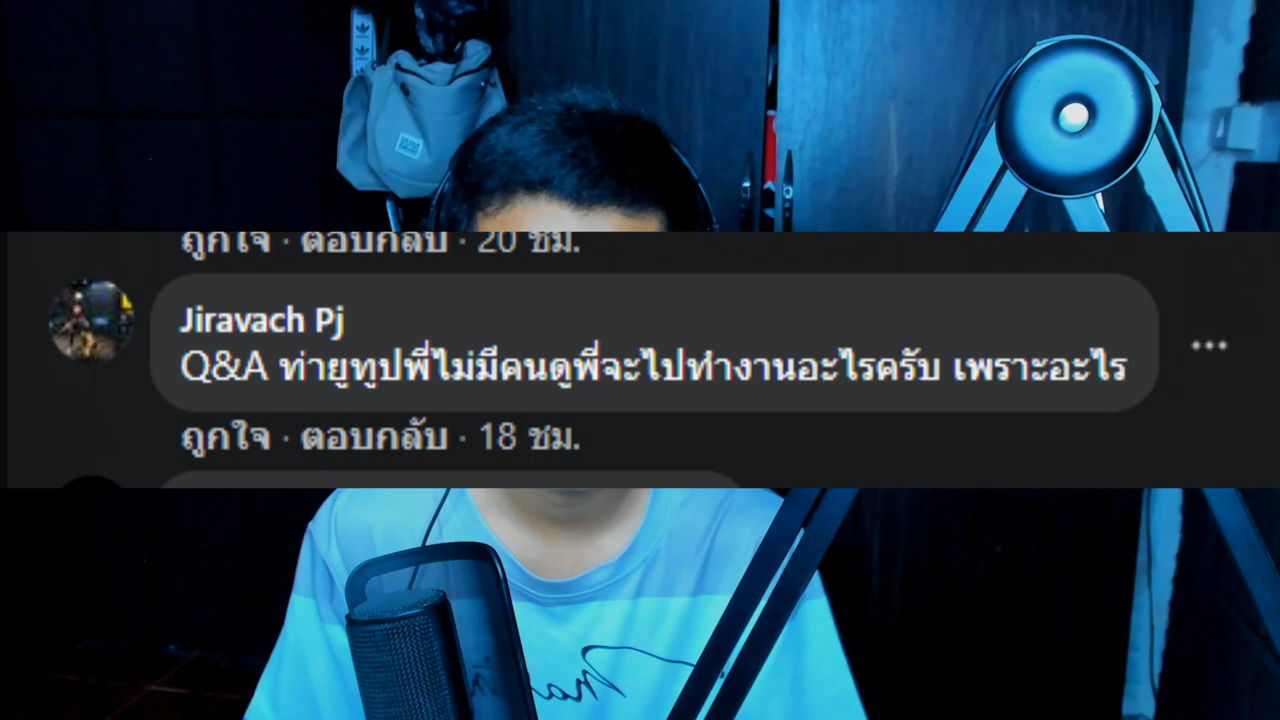 ถูกใจ · ตอบกลับ · 20 ชม.
Jiravach Pj
Q&A ท่ายูทูปพี่ไม่มีคนดูพี่จะไปทำงานอะไรครับ เพราะอะไร
ถูกใจ · ตอบกลับ · 18 ชม.